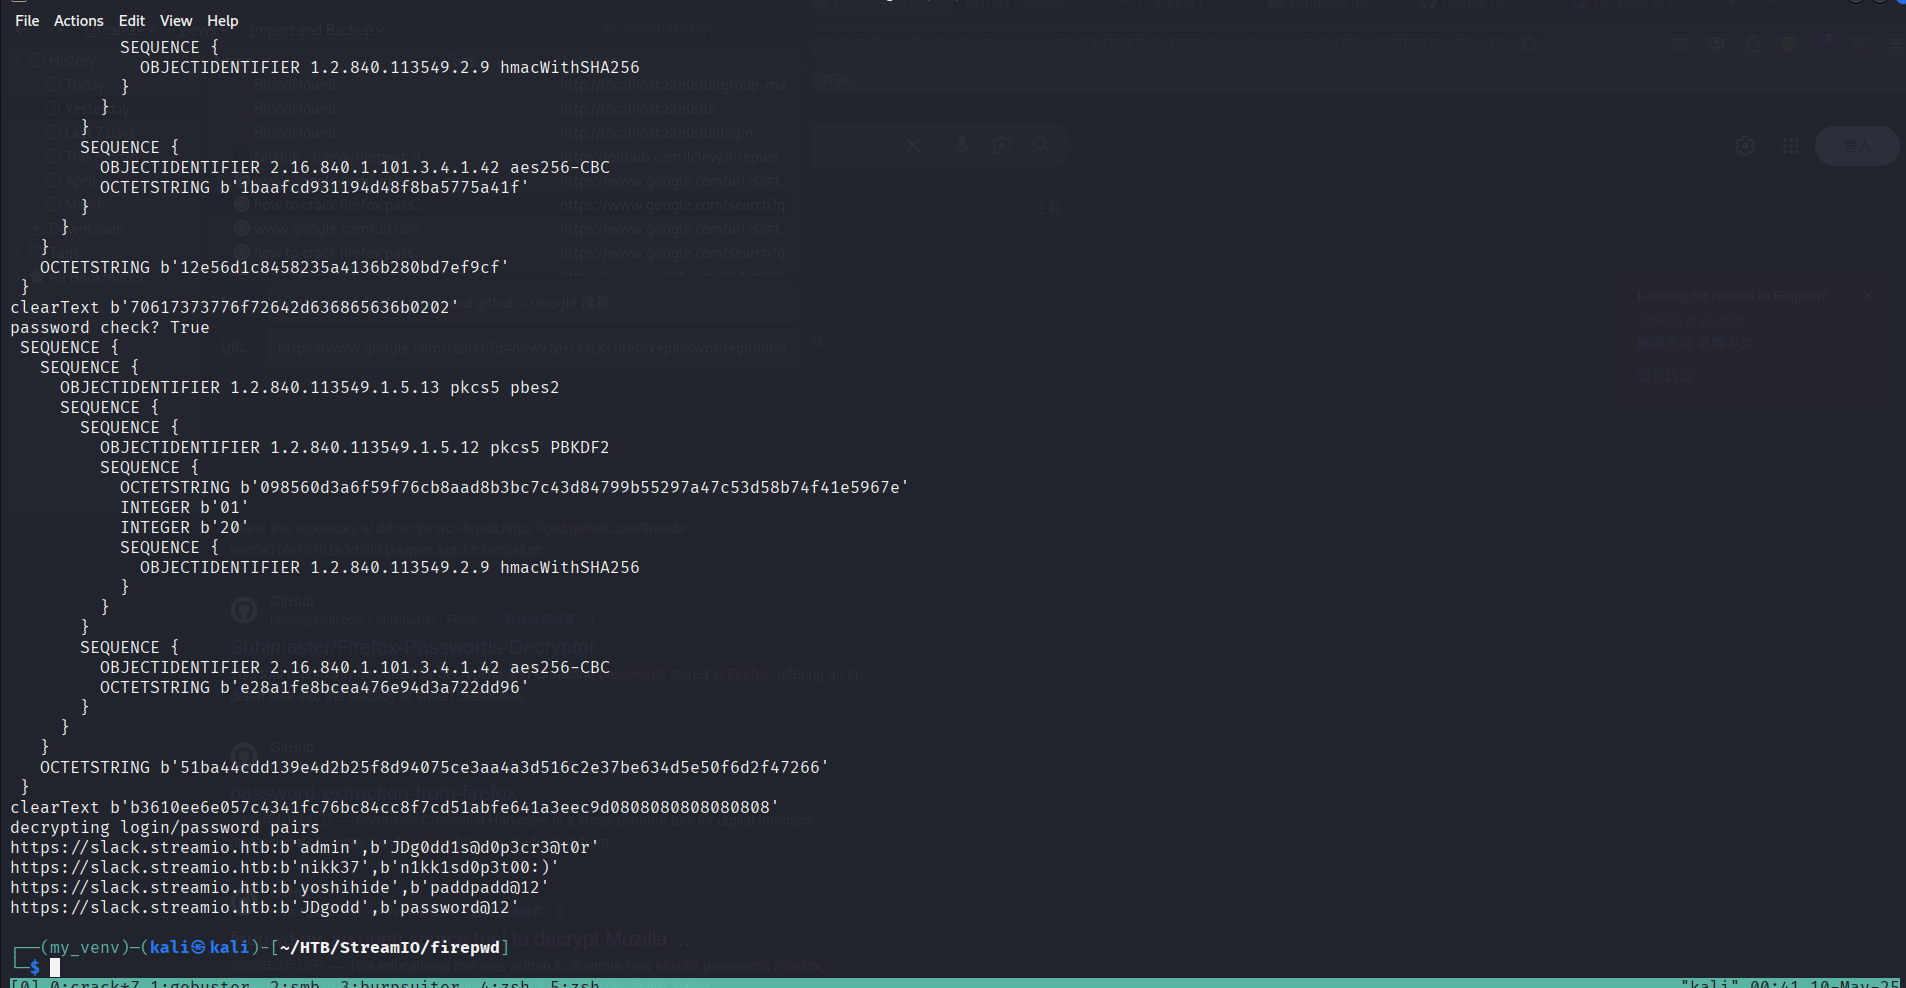 File Actions Edit View Help
SEQUENCE {
OBJECTIDENTIFIER 1.2.840.113549.2.9 hmacWithSHA256
}
}
}
SEQUENCE {
OBJECTIDENTIFIER 2.16.840.1.101.3.4.1.42 aes256-CBC
OCTETSTRING b'1baafcd931194d48f8ba5775a41f'
}
}
}
OCTETSTRING b'12e56d1c8458235a4136b280bd7ef9cf'
}
clearText b'70617373776f72642d636865636b0202'
password check? True
SEQUENCE {
SEQUENCE {
OBJECTIDENTIFIER 1.2.840.113549.1.5.13 pkcs5 pbes2
SEQUENCE {
SEQUENCE {
OBJECTIDENTIFIER 1.2.840.113549.1.5.12 pkcs5 PBKDF2
SEQUENCE {
OCTETSTRING b'098560d3a6f59f76cb8aad8b3bc7c43d84799b55297a47c53d58b74f41e5967e'
INTEGER b'01'
INTEGER b'20'
SEQUENCE {
OBJECTIDENTIFIER 1.2.840.113549.2.9 hmacWithSHA256
}
}
}
SEQUENCE {
OBJECTIDENTIFIER 2.16.840.1.101.3.4.1.42 aes256-CBC
OCTETSTRING b'e28a1fe8bcea476e94d3a722dd96'
}
}
}
OCTETSTRING b'51ba44cdd139e4d2b25f8d94075ce3aa4a3d516c2e37be634d5e50f6d2f47266'
}
clearText b'b3610ee6e057c4341fc76bc84cc8f7cd51abfe641a3eec9d0808080808080808'
decrypting login/password pairs
https://slack.streamio.htb:b'admin',b'JDg0dd1s@d0p3cr3@t0r'
https://slack.streamio.htb:b'nikk37',b'n1kk1sd0p3t00:)'
https://slack.streamio.htb:b'yoshihide',b'paddpadd@12'
https://slack.streamio.htb:b'JDgodd',b'password@12'
┌──(my_venv)─(kali㉿kali)-[~/HTB/StreamIO/firepwd]
└─$
[0] 0:crack*Z 1:gobuster 2:smb 3:burpsuiter 4:zsh 5:zsh "kali" 00:41 10-May-25